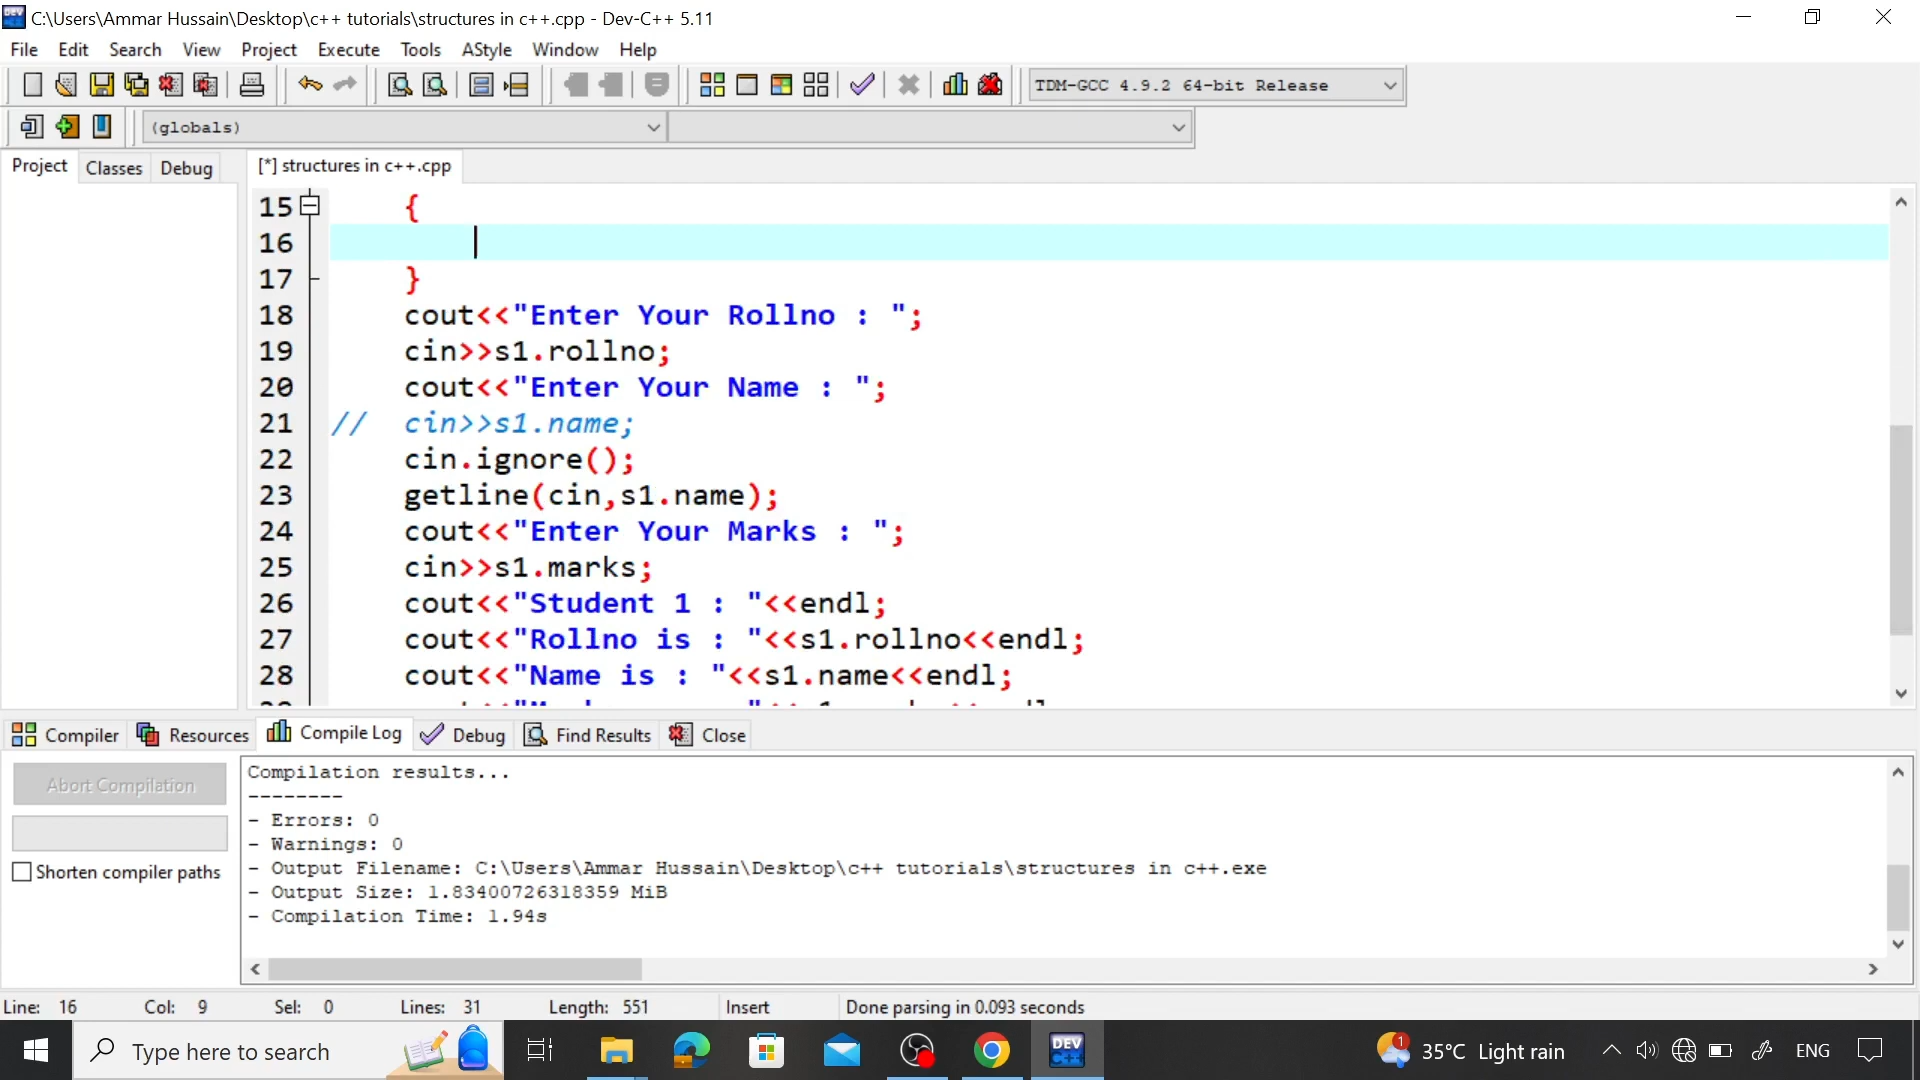 C:\Users\Ammar Hussain\Desktop\c++ tutorials\structures in c++.cpp - Dev-C++ 5.11
File Edit Search View Project Execute Tools AStyle Window Help
TDM-GCC 4.9.2 64-bit Release
(globals)
Project Classes Debug [*] structures in c++.cpp
15 {
16
17 }
18 cout<<"Enter Your Rollno : ";
19 cin>>s1.rollno;
20 cout<<"Enter Your Name : ";
21 // cin>>s1.name;
22 cin.ignore();
23 getline(cin,s1.name);
24 cout<<"Enter Your Marks : ";
25 cin>>s1.marks;
26 cout<<"Student 1 : "<<endl;
27 cout<<"Rollno is : "<<s1.rollno<<endl;
28 cout<<"Name is : "<<s1.name<<endl;
Compiler Resources Compile Log Debug Find Results Close
Abort Compilation
Shorten compiler paths
Compilation results...
--------
- Errors: 0
- Warnings: 0
- Output Filename: C:\Users\Ammar Hussain\Desktop\c++ tutorials\structures in c++.exe
- Output Size: 1.83400726318359 MiB
- Compilation Time: 1.94s
Line: 16 Col: 9 Sel: 0 Lines: 31 Length: 551 Insert Done parsing in 0.093 seconds
Type here to search
DEV C++
1 35°C Light rain ENG